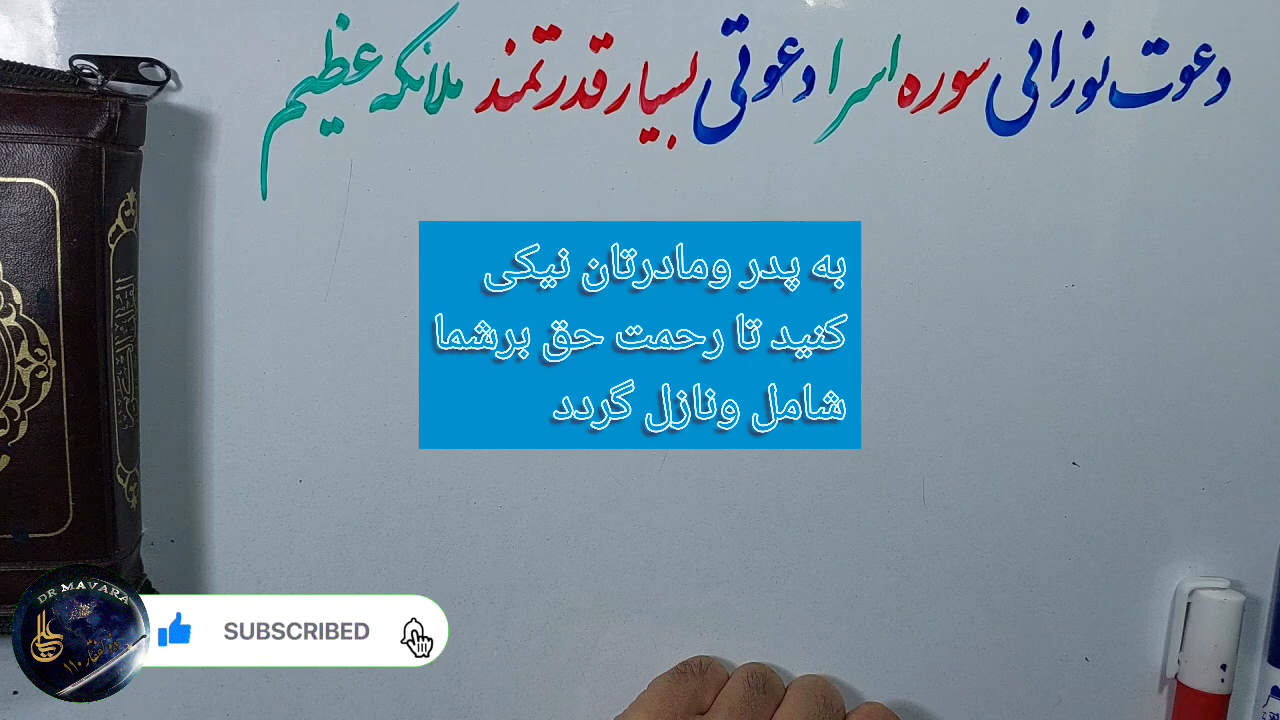 دعوت نورانی سوره اسرا دعوتی بسیار قدرتمند ملائکه عظیم
به پدر ومادرتان نیکی
کنید تا رحمت حق برشما
شامل ونازل گردد
DR MAVARA
SUBSCRIBED